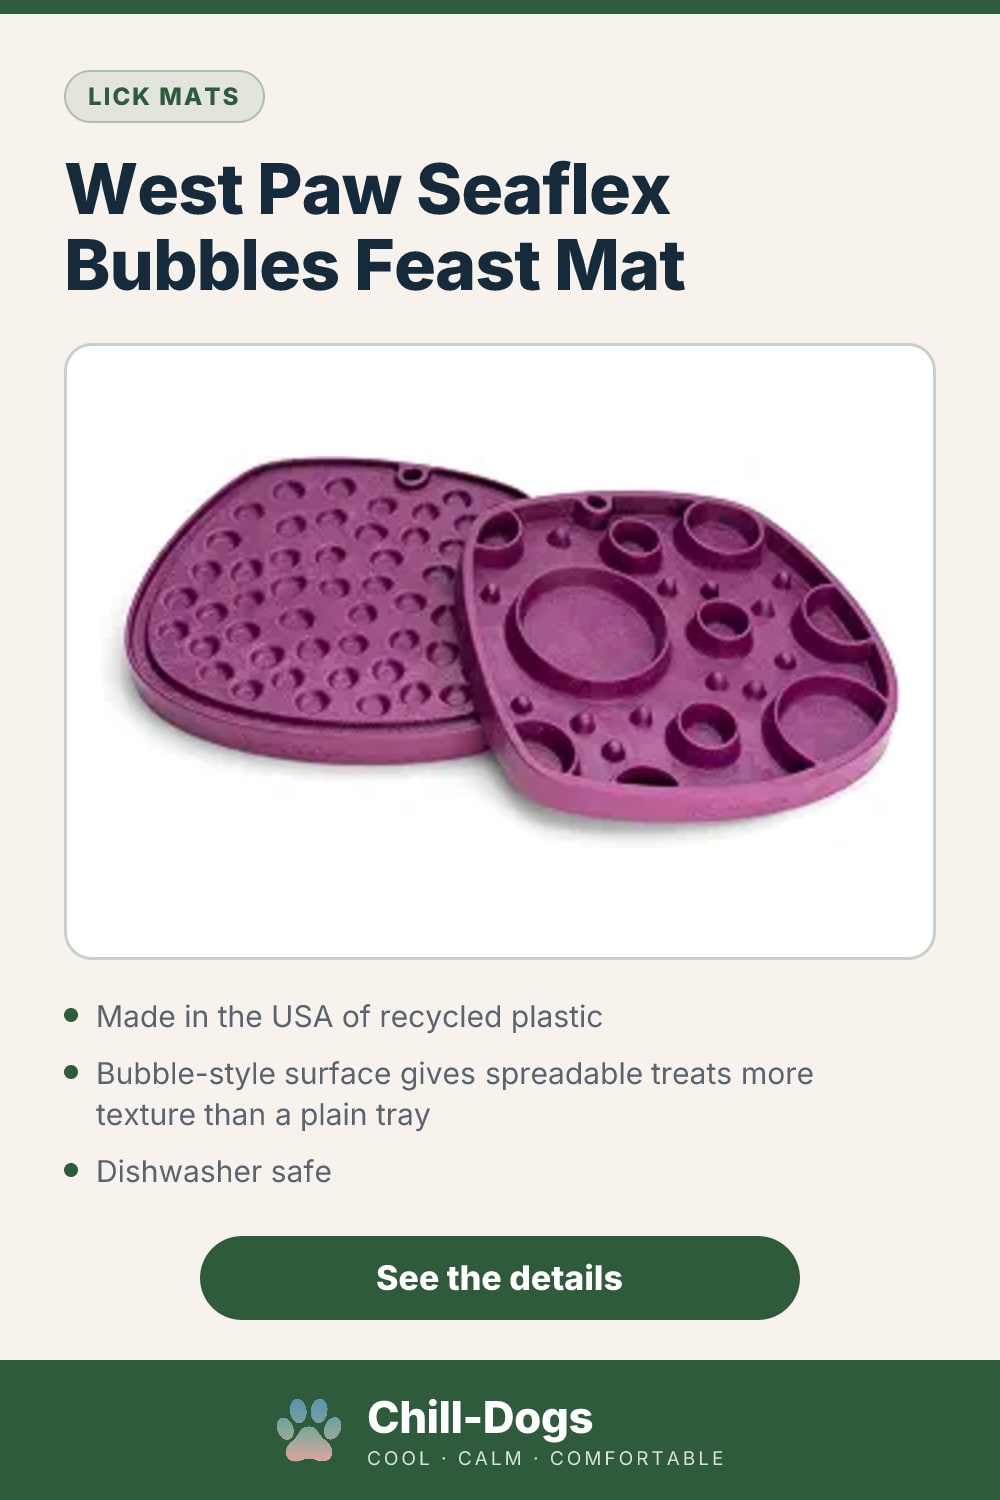 LICK MATS
West Paw Seaflex
Bubbles Feast Mat
Made in the USA of recycled plastic
Bubble-style surface gives spreadable treats more
texture than a plain tray
Dishwasher safe
See the details
Chill-Dogs
COOL · CALM · COMFORTABLE